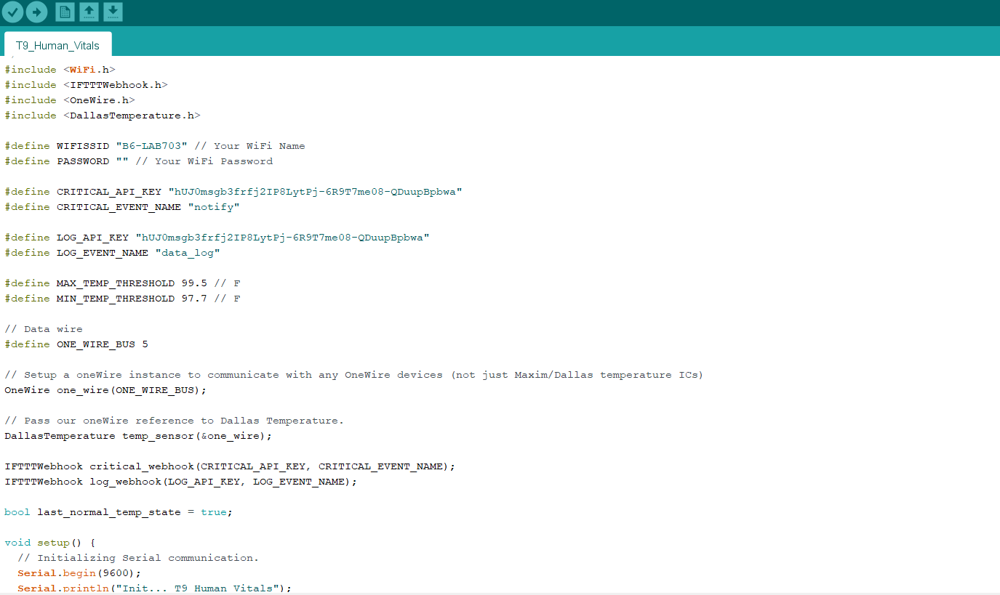 T9_Human_Vitals
#include <WiFi.h>
#include <IFTTTWebhook.h>
#include <OneWire.h>
#include <DallasTemperature.h>
#define WIFISSID "B6-LAB703" // Your WiFi Name
#define PASSWORD "" // Your WiFi Password
#define CRITICAL_API_KEY "hUJ0msgb3frfj2IP8LytPj-6R9T7me08-QDuupBpbwa"
#define CRITICAL_EVENT_NAME "notify"
#define LOG_API_KEY "hUJ0msgb3frfj2IP8LytPj-6R9T7me08-QDuupBpbwa"
#define LOG_EVENT_NAME "data_log"
#define MAX_TEMP_THRESHOLD 99.5 // F
#define MIN_TEMP_THRESHOLD 97.7 // F
// Data wire
#define ONE_WIRE_BUS 5
// Setup a oneWire instance to communicate with any OneWire devices (not just Maxim/Dallas temperature ICs)
OneWire one_wire(ONE_WIRE_BUS);
// Pass our oneWire reference to Dallas Temperature.
DallasTemperature temp_sensor(&one_wire);
IFTTTWebhook critical_webhook(CRITICAL_API_KEY, CRITICAL_EVENT_NAME);
IFTTTWebhook log_webhook(LOG_API_KEY, LOG_EVENT_NAME);
bool last_normal_temp_state = true;
void setup() {
  // Initializing Serial communication.
  Serial.begin(9600);
  Serial.println("Init... T9 Human Vitals");